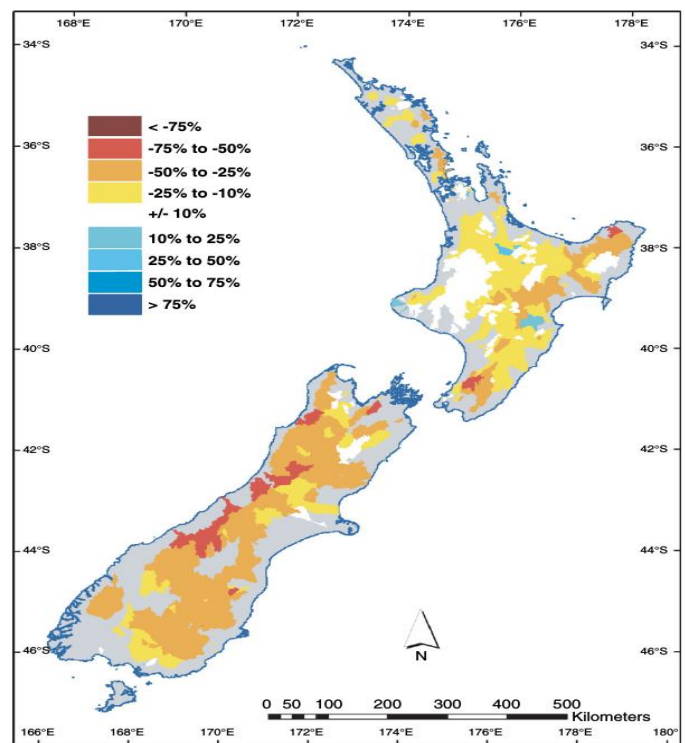 168°E 170°E 172°E 174°E 176°E 178°E
34°S 34°S
36°S 36°S
38°S 38°S
40°S 40°S
42°S 42°S
44°S 44°S
46°S 46°S
< -75%
-75% to -50%
-50% to -25%
-25% to -10%
+/- 10%
10% to 25%
25% to 50%
50% to 75%
> 75%
N
0 50 100 200 300 400 500
Kilometers
166°E 168°E 170°E 172°E 174°E 176°E 178°E 180°